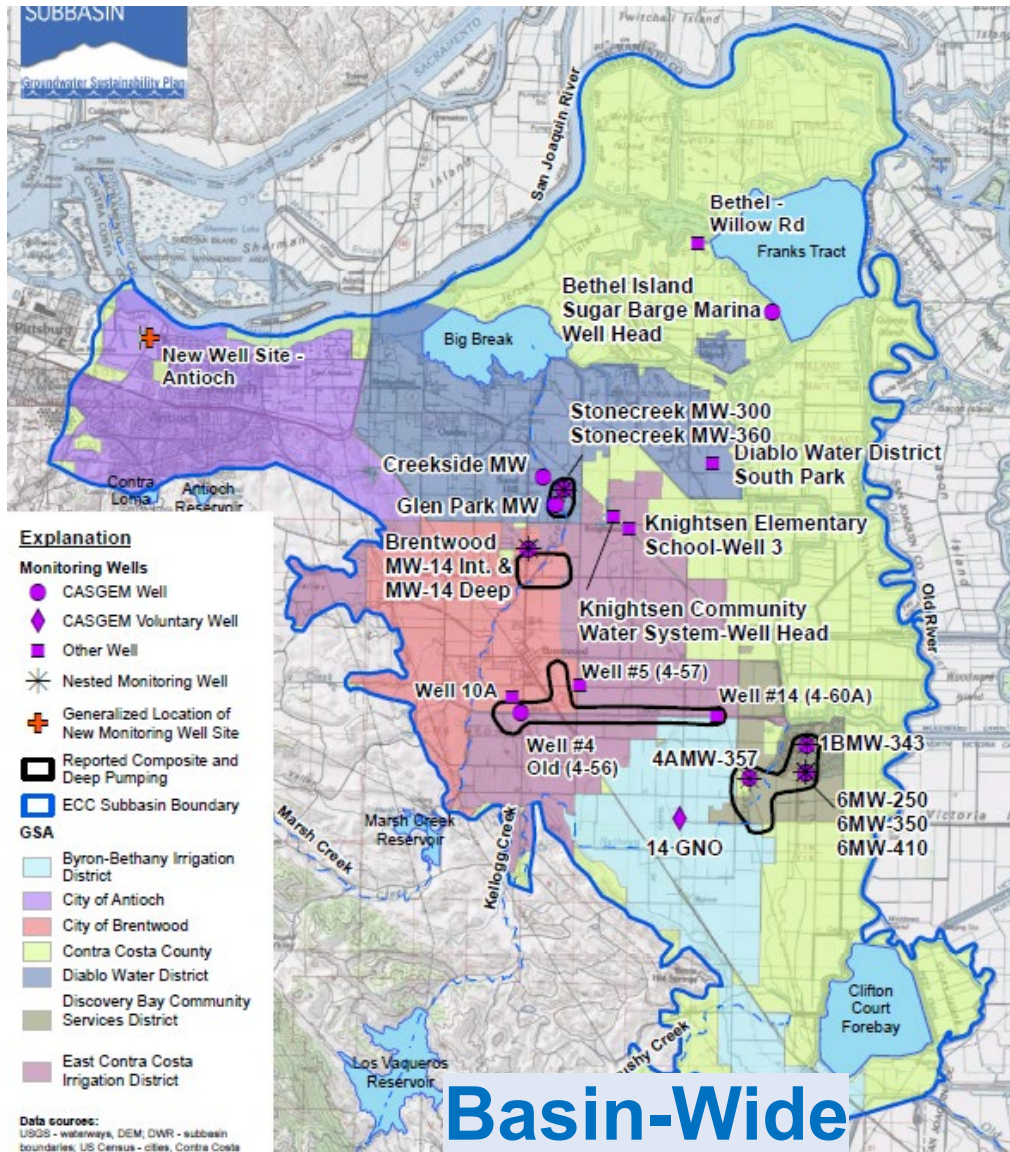 SUBBASIN
Groundwater Sustainability Plan
Twitchell Island
SACRAMENTO
San Joaquin River
Bethel -
Willow Rd
Franks Tract
Bethel Island
Sugar Barge Marina
Well Head
Big Break
Pittsburg
New Well Site -
Antioch
Stonecreek MW-300
Stonecreek MW-360
Creekside MW
Diablo Water District
South Park
Glen Park MW
Contra
Loma
Antioch
Reservoir
Knightsen Elementary
School-Well 3
Brentwood
MW-14 Int. &
MW-14 Deep
Knightsen Community
Water System-Well Head
Old River
Well #5 (4-57)
Well 10A
Well #14 (4-60A)
Well #4
Old (4-56)
4AMW-357
1BMW-343
6MW-250
6MW-350
6MW-410
14 GNO
Marsh Creek
Reservoir
Marsh Creek
Kellogg Creek
Clifton
Court
Forebay
Los Vaqueros
Reservoir
ushy Creek
Explanation
Monitoring Wells
CASGEM Well
CASGEM Voluntary Well
Other Well
Nested Monitoring Well
Generalized Location of
New Monitoring Well Site
Reported Composite and
Deep Pumping
ECC Subbasin Boundary
GSA
Byron-Bethany Irrigation
District
City of Antioch
City of Brentwood
Contra Costa County
Diablo Water District
Discovery Bay Community
Services District
East Contra Costa
Irrigation District
Data sources:
USGS - waterways, DEM; DWR - subbasin
boundaries; US Census - cities, Contra Costa
Basin-Wide